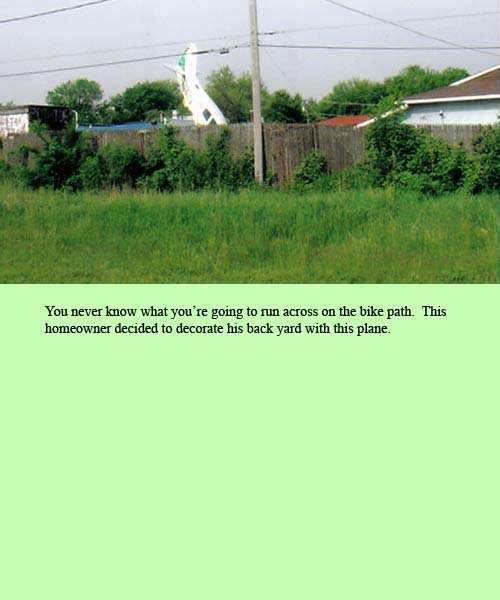 You never know what you’re going to run across on the bike path.  This
homeowner decided to decorate his back yard with this plane.